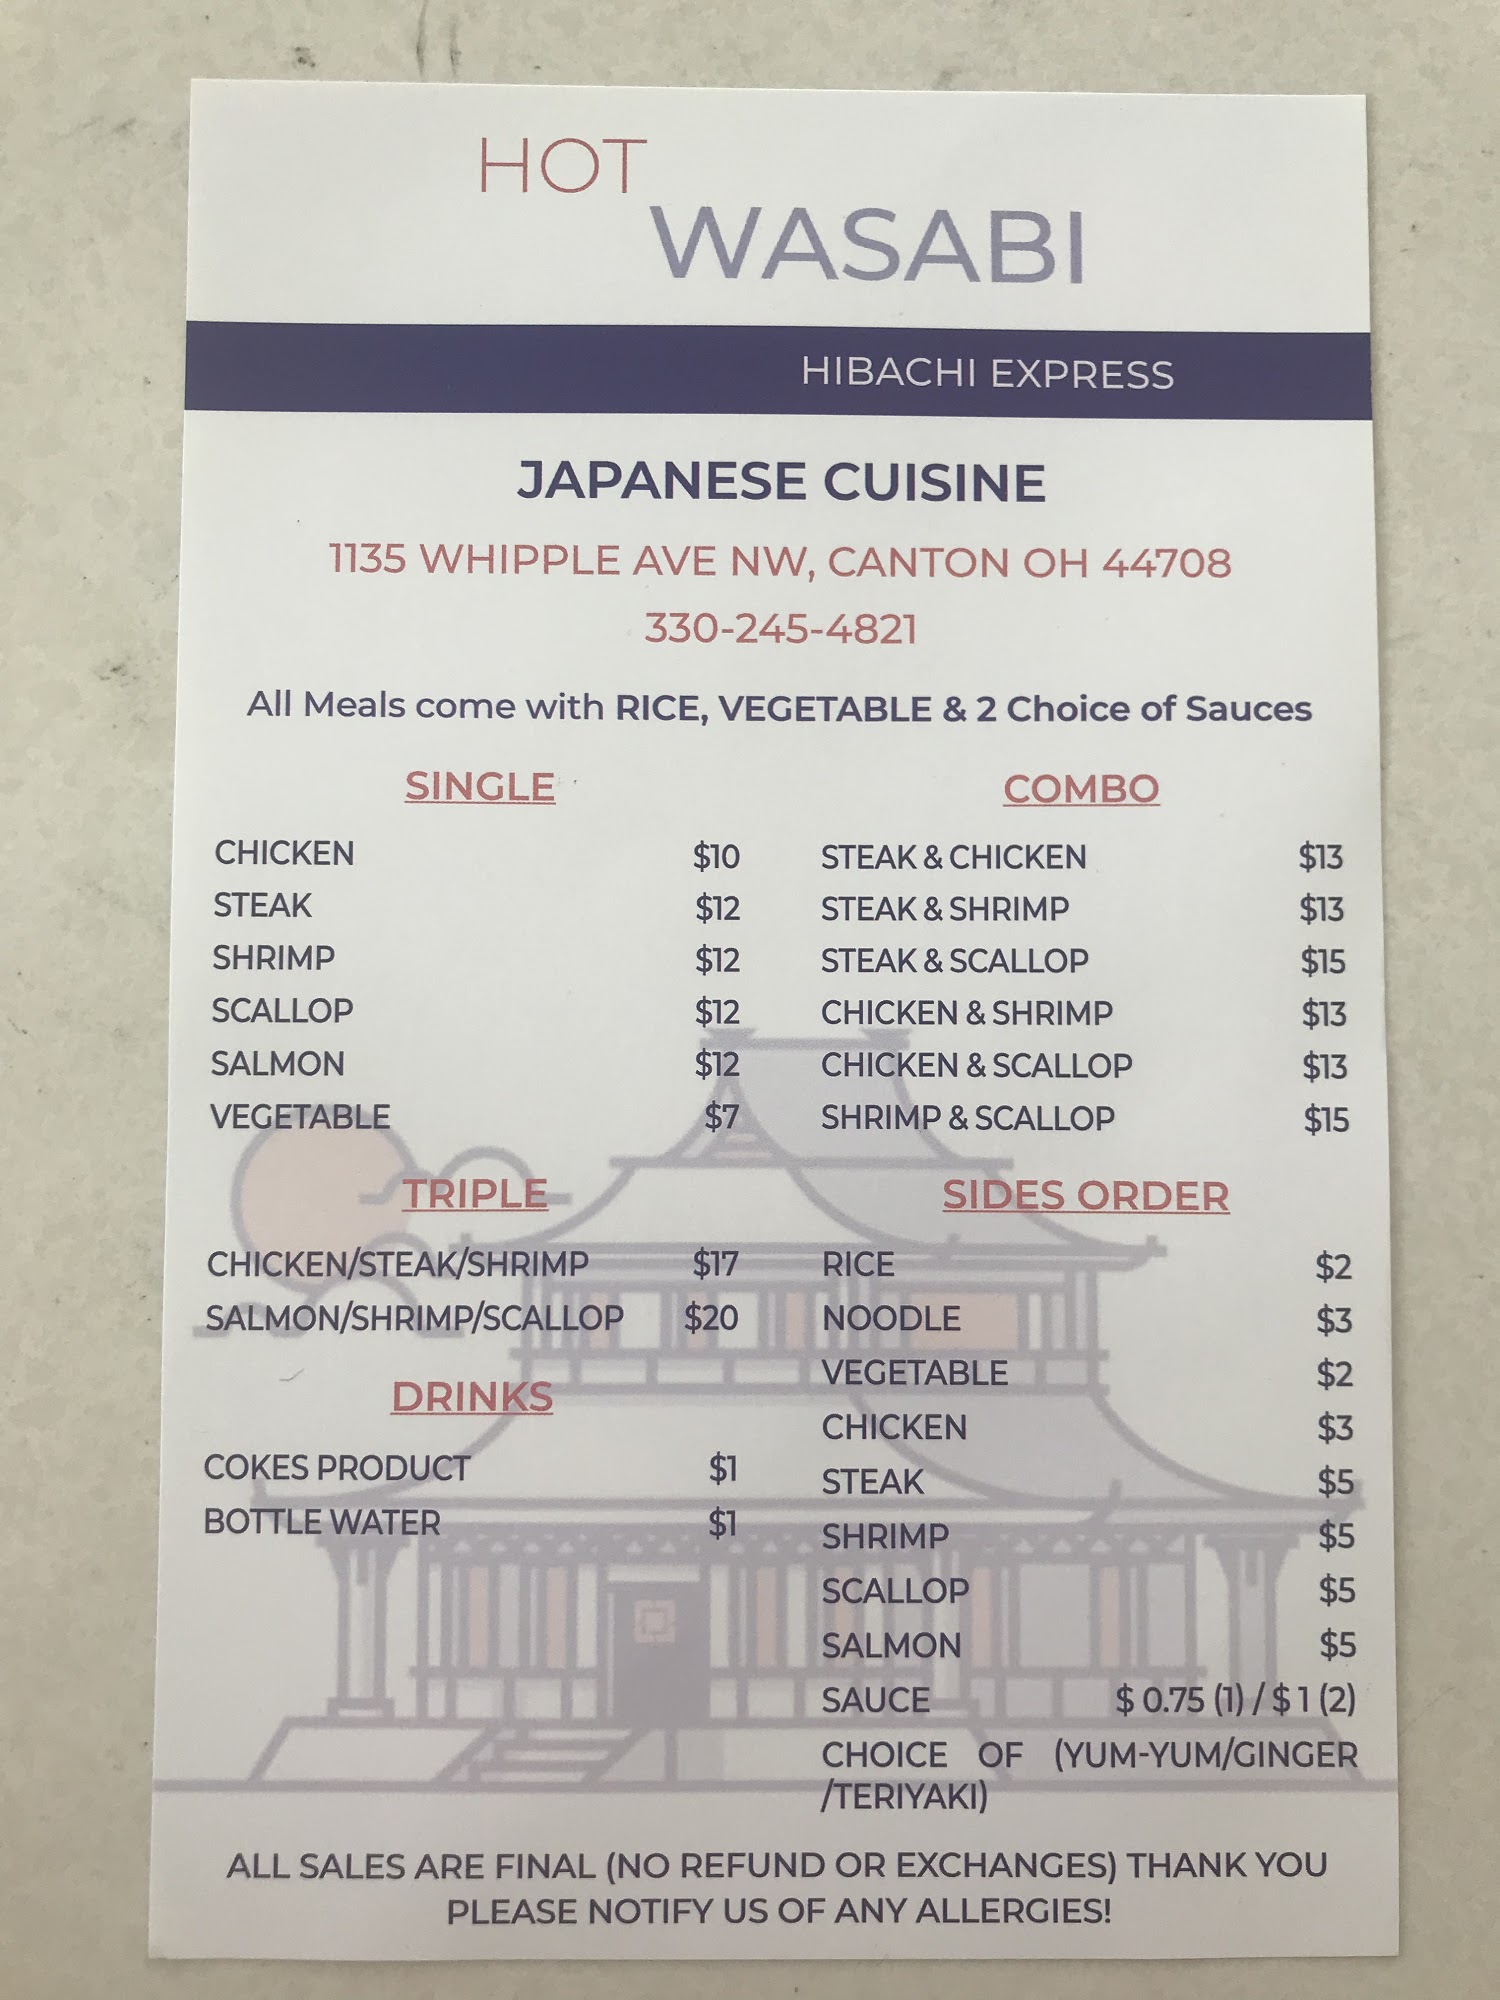 HOT
WASABI
HIBACHI EXPRESS
JAPANESE CUISINE
1135 WHIPPLE AVE NW, CANTON OH 44708
330-245-4821
All Meals come with RICE, VEGETABLE & 2 Choice of Sauces
SINGLE
CHICKEN $10
STEAK $12
SHRIMP $12
SCALLOP $12
SALMON $12
VEGETABLE $7
COMBO
STEAK & CHICKEN $13
STEAK & SHRIMP $13
STEAK & SCALLOP $15
CHICKEN & SHRIMP $13
CHICKEN & SCALLOP $13
SHRIMP & SCALLOP $15
TRIPLE
CHICKEN/STEAK/SHRIMP $17
SALMON/SHRIMP/SCALLOP $20
DRINKS
COKES PRODUCT $1
BOTTLE WATER $1
SIDES ORDER
RICE $2
NOODLE $3
VEGETABLE $2
CHICKEN $3
STEAK $5
SHRIMP $5
SCALLOP $5
SALMON $5
SAUCE $ 0.75 (1) / $ 1 (2)
CHOICE OF (YUM-YUM/GINGER
/TERIYAKI)
ALL SALES ARE FINAL (NO REFUND OR EXCHANGES) THANK YOU
PLEASE NOTIFY US OF ANY ALLERGIES!